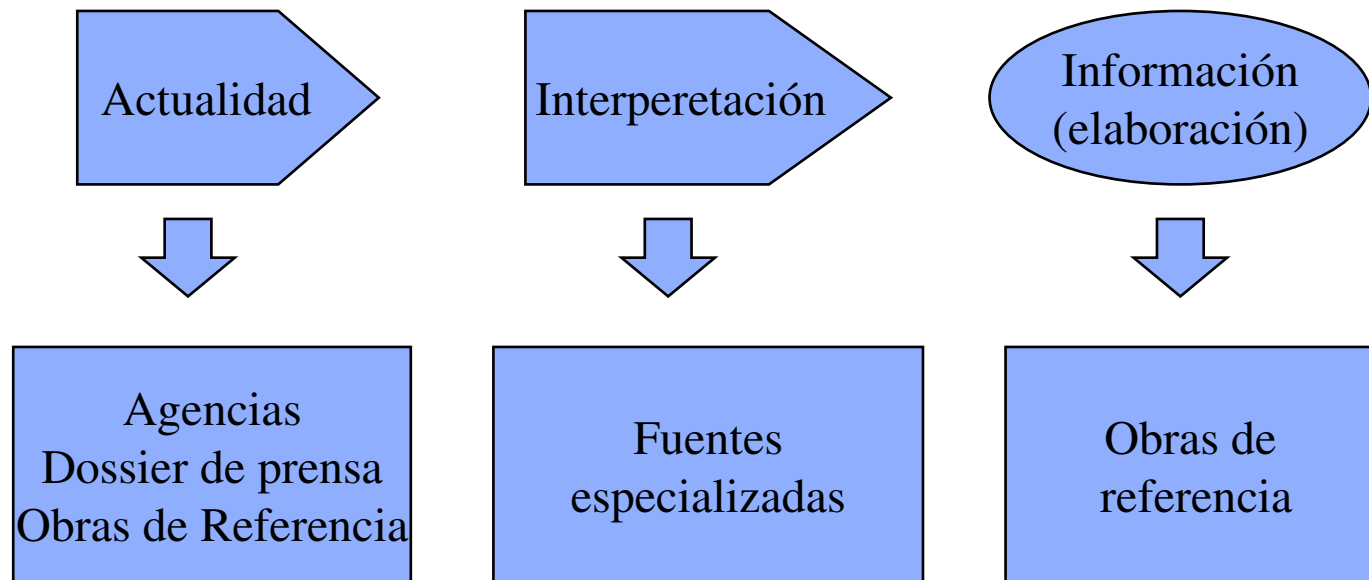 Actualidad
Interperetación
Información
(elaboración)
Agencias
Dossier de prensa
Obras de Referencia
Fuentes
especializadas
Obras de
referencia